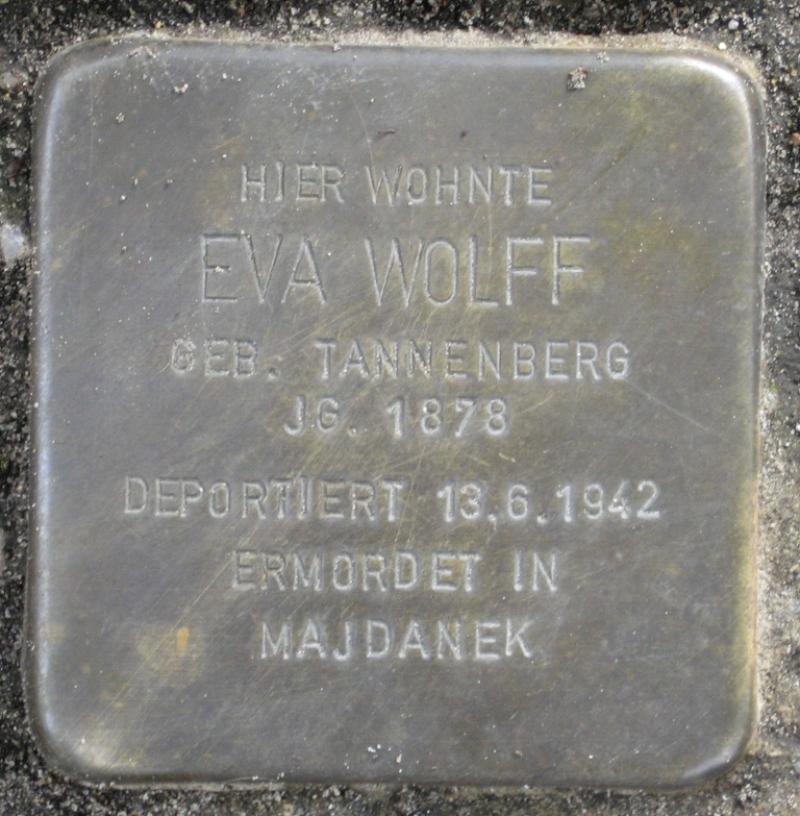 HIER WOHNTE
EVA WOLFF
GEB. TANNENBERG
JG. 1878
DEPORTIERT 13.6.1942
ERMORDET IN
MAJDANEK